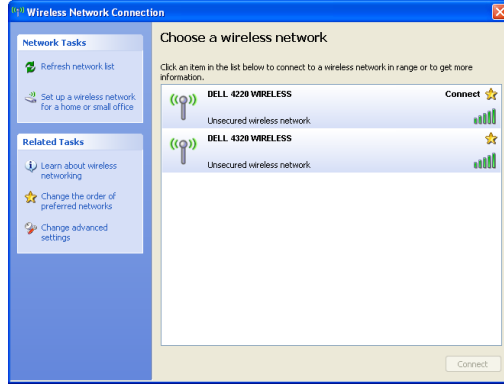 Wireless Network Connection
Network Tasks
Refresh network list
Set up a wireless network
for a home or small office
Related Tasks
Learn about wireless
networking
Change the order of
preferred networks
Change advanced
settings
Choose a wireless network
Click an item in the list below to connect to a wireless network in range or to get more
information.
DELL 4220 WIRELESS Connect
Unsecured wireless network
DELL 4320 WIRELESS
Unsecured wireless network
Connect